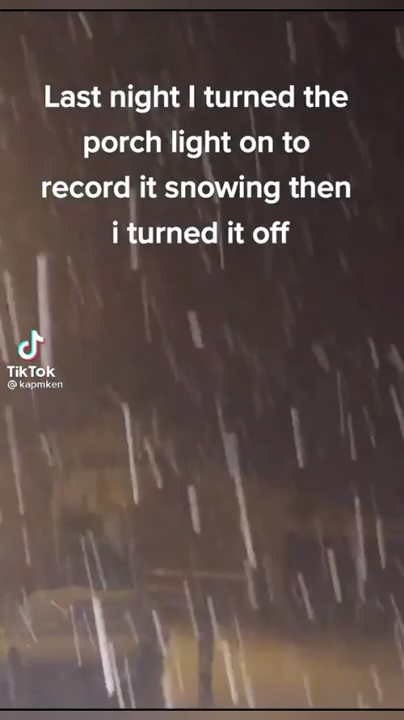 Last night I turned the
porch light on to
record it snowing then
i turned it off
TikTok
@kapmken